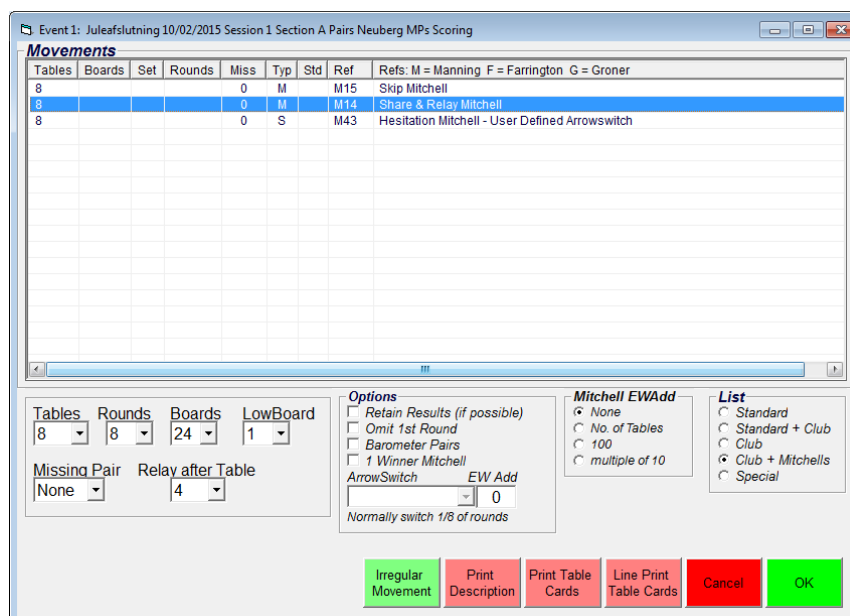 Event 1: Juleafslutning 10/02/2015 Session 1 Section A Pairs Neuberg MPs Scoring
Movements
Tables Boards Set Rounds Miss Typ Std Ref Refs: M = Manning F = Farrington G = Groner
8 0 M M15 Skip Mitchell
8 0 M M14 Share & Relay Mitchell
8 0 S M43 Hesitation Mitchell - User Defined Arrowswitch
Tables Rounds Boards LowBoard
8 8 24 1
Missing Pair Relay after Table
None 4
Options
Retain Results (if possible)
Omit 1st Round
Barometer Pairs
1 Winner Mitchell
ArrowSwitch EW Add
0
Normally switch 1/8 of rounds
Mitchell EWAdd
None
No. of Tables
100
multiple of 10
List
Standard
Standard + Club
Club
Club + Mitchells
Special
Irregular Movement
Print Description
Print Table Cards
Line Print Table Cards
Cancel
OK